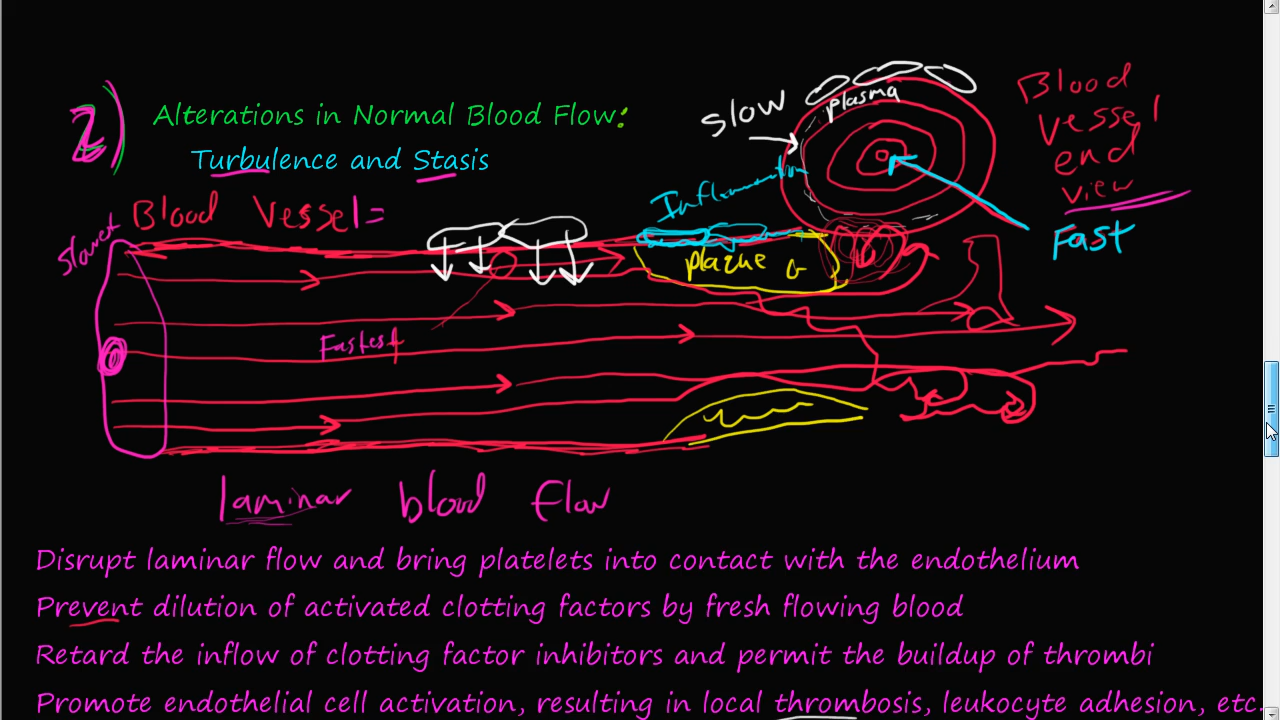 2)
Alterations in Normal Blood Flow:
Turbulence and Stasis
slow
plasma
Blood
vessel
end
view
Fast
Inflammation
Blood Vessel=
slowest
plaque
Fastest
laminar blood flow
Disrupt laminar flow and bring platelets into contact with the endothelium
Prevent dilution of activated clotting factors by fresh flowing blood
Retard the inflow of clotting factor inhibitors and permit the buildup of thrombi
Promote endothelial cell activation, resulting in local thrombosis, leukocyte adhesion, etc.